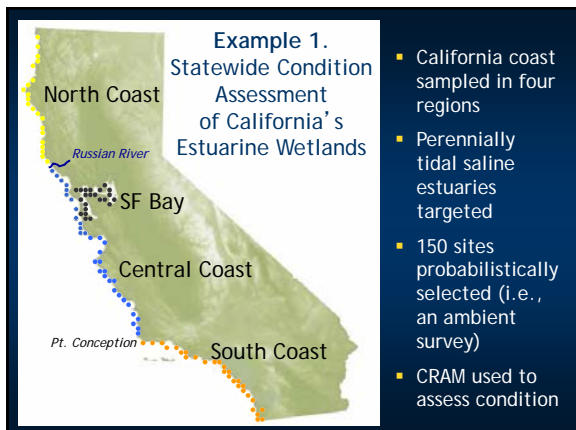 Example 1.
Statewide Condition
Assessment
of California's
Estuarine Wetlands
North Coast
Russian River
SF Bay
Central Coast
Pt. Conception
South Coast
▪ California coast
sampled in four
regions
▪ Perennially
tidal saline
estuaries
targeted
▪ 150 sites
probabilistically
selected (i.e.,
an ambient
survey)
▪ CRAM used to
assess condition